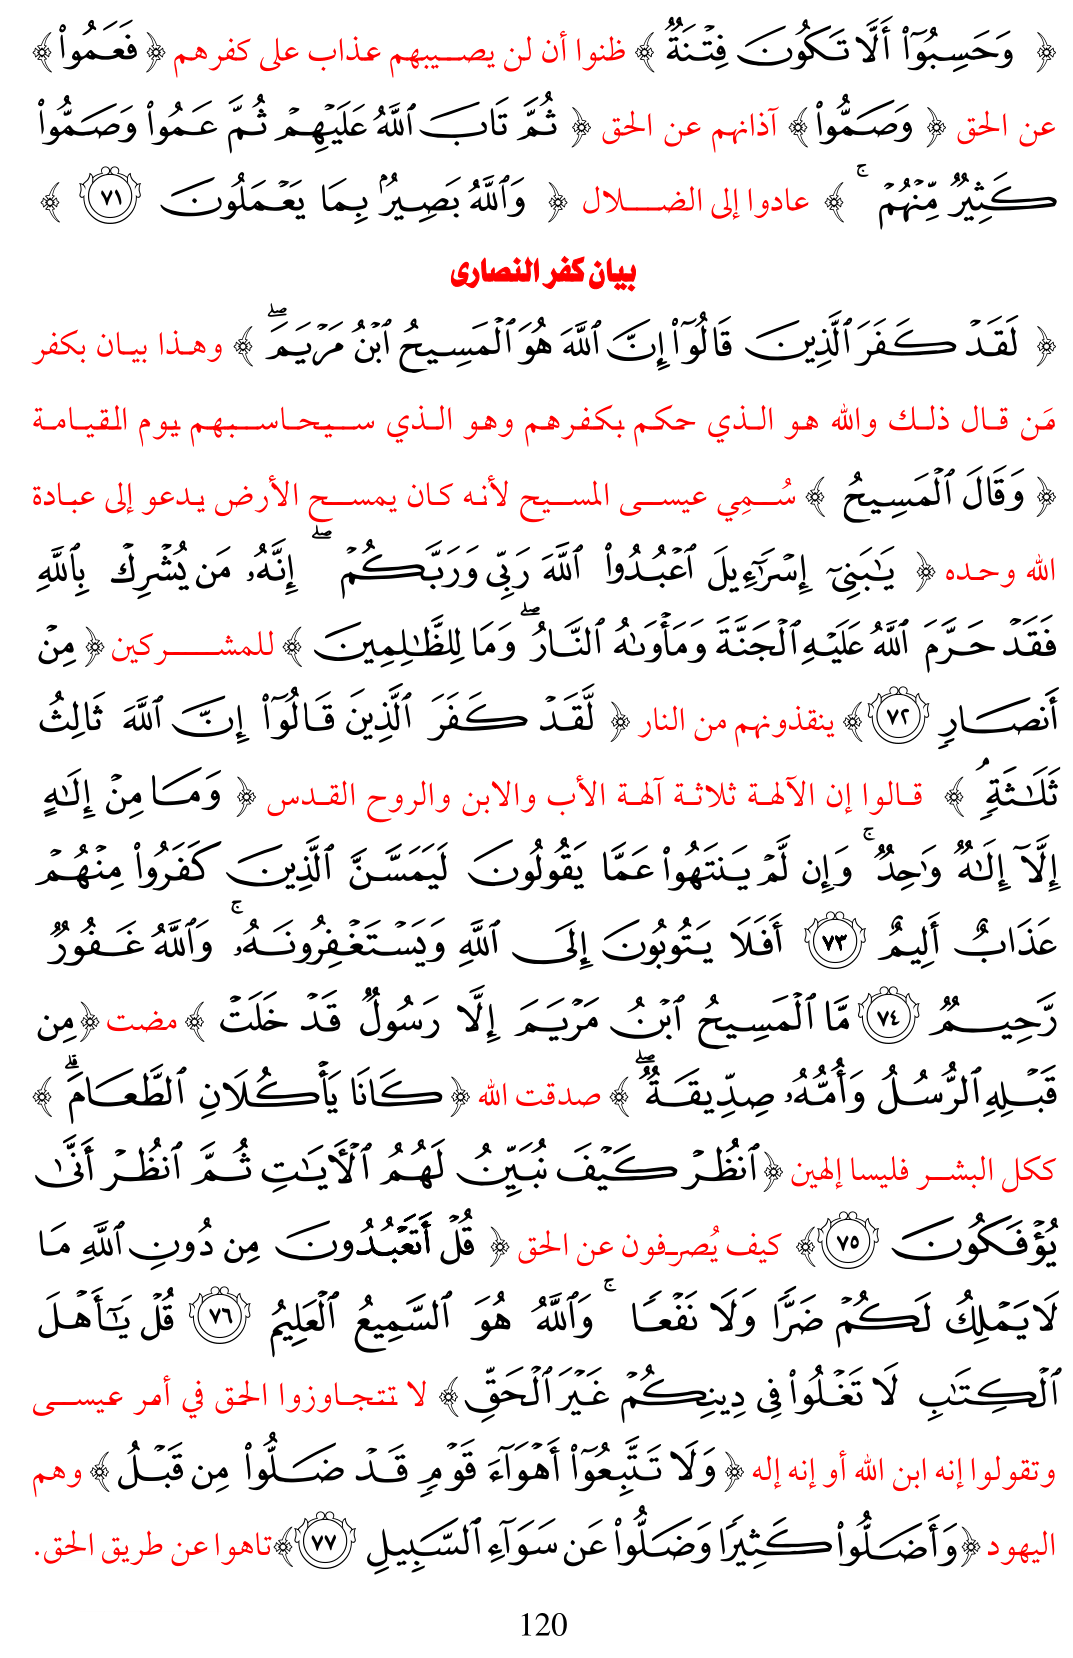 ﴿ وَحَسِبُوٓا۟ أَلَّا تَكُونَ فِتْنَةٌ ﴾ ظنوا أن لن يصيبهم عذاب على كفرهم ﴿ فَعَمُوا۟ ﴾
عن الحق ﴿ وَصَمُّوا۟ ﴾ آذانهم عن الحق ﴿ ثُمَّ تَابَ ٱللَّهُ عَلَيْهِمْ ثُمَّ عَمُوا۟ وَصَمُّوا۟
كَثِيرٌ مِّنْهُمْ ۚ ﴾ عادوا إلى الضلال ﴿ وَٱللَّهُ بَصِيرٌۢ بِمَا يَعْمَلُونَ ٧١ ﴾
بيان كفر النصارى
﴿ لَقَدْ كَفَرَ ٱلَّذِينَ قَالُوٓا۟ إِنَّ ٱللَّهَ هُوَ ٱلْمَسِيحُ ٱبْنُ مَرْيَمَ ۖ ﴾ وهذا بيان بكفر
مَن قال ذلك والله هو الذي حكم بكفرهم وهو الذي سيحاسبهم يوم القيامة
﴿ وَقَالَ ٱلْمَسِيحُ ﴾ سُمِي عيسى المسيح لأنه كان يمسح الأرض يدعو إلى عبادة
الله وحده ﴿ يَـٰبَنِىٓ إِسْرَٰٓءِيلَ ٱعْبُدُوا۟ ٱللَّهَ رَبِّى وَرَبَّكُمْ ۖ إِنَّهُۥ مَن يُشْرِكْ بِٱللَّهِ
فَقَدْ حَرَّمَ ٱللَّهُ عَلَيْهِ ٱلْجَنَّةَ وَمَأْوَىٰهُ ٱلنَّارُ ۖ وَمَا لِلظَّـٰلِمِينَ ﴾ للمشركين ﴿ مِنْ
أَنصَارٍ ٧٢ ﴾ ينقذونهم من النار ﴿ لَّقَدْ كَفَرَ ٱلَّذِينَ قَالُوٓا۟ إِنَّ ٱللَّهَ ثَالِثُ
ثَلَـٰثَةٍ ۘ ﴾ قالوا إن الآلهة ثلاثة آلهة الأب والابن والروح القدس ﴿ وَمَا مِنْ إِلَـٰهٍ
إِلَّآ إِلَـٰهٌ وَٰحِدٌ ۚ وَإِن لَّمْ يَنتَهُوا۟ عَمَّا يَقُولُونَ لَيَمَسَّنَّ ٱلَّذِينَ كَفَرُوا۟ مِنْهُمْ
عَذَابٌ أَلِيمٌ ٧٣ أَفَلَا يَتُوبُونَ إِلَى ٱللَّهِ وَيَسْتَغْفِرُونَهُۥ ۚ وَٱللَّهُ غَفُورٌ
رَّحِيمٌ ٧٤ مَّا ٱلْمَسِيحُ ٱبْنُ مَرْيَمَ إِلَّا رَسُولٌ قَدْ خَلَتْ ﴾ مضت ﴿ مِن
قَبْلِهِ ٱلرُّسُلُ وَأُمُّهُۥ صِدِّيقَةٌ ۖ ﴾ صدقت الله ﴿ كَانَا يَأْكُلَانِ ٱلطَّعَامَ ۗ ﴾
ككل البشر فليسا إلهين ﴿ ٱنظُرْ كَيْفَ نُبَيِّنُ لَهُمُ ٱلْـَٔايَـٰتِ ثُمَّ ٱنظُرْ أَنَّىٰ
يُؤْفَكُونَ ٧٥ ﴾ كيف يُصرفون عن الحق ﴿ قُلْ أَتَعْبُدُونَ مِن دُونِ ٱللَّهِ مَا
لَا يَمْلِكُ لَكُمْ ضَرًّا وَلَا نَفْعًا ۚ وَٱللَّهُ هُوَ ٱلسَّمِيعُ ٱلْعَلِيمُ ٧٦ قُلْ يَـٰٓأَهْلَ
ٱلْكِتَـٰبِ لَا تَغْلُوا۟ فِى دِينِكُمْ غَيْرَ ٱلْحَقِّ ﴾ لا تتجاوزوا الحق في أمر عيسى
وتقولوا إنه ابن الله أو إنه إله ﴿ وَلَا تَتَّبِعُوٓا۟ أَهْوَآءَ قَوْمٍ قَدْ ضَلُّوا۟ مِن قَبْلُ ﴾ وهم
اليهود ﴿ وَأَضَلُّوا۟ كَثِيرًا وَضَلُّوا۟ عَن سَوَآءِ ٱلسَّبِيلِ ٧٧ ﴾ تاهوا عن طريق الحق.
120